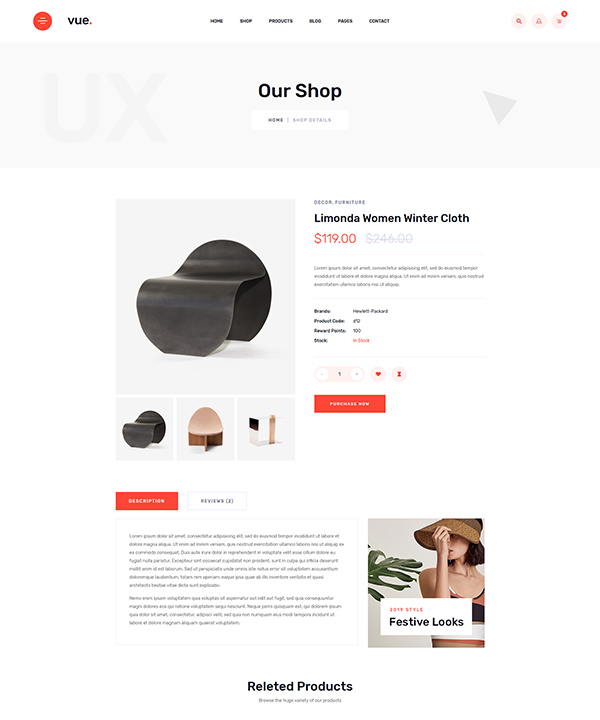 vue.
HOME SHOP PRODUCTS BLOG PAGES CONTACT
UX
Our Shop
HOME | SHOP DETAILS
DECOR, FURNITURE
Limonda Women Winter Cloth
$119.00 $246.00
Lorem ipsum dolor sit amet, consectetur adipisicing elit, sed do eiusmod tempor
incididunt ut labore et dolore magna aliqua. Ut enim ad minim veniam, quis nostrud
exercitation ullamco laboris nisi ut aliquip.
Brands: Hewlett-Packard
Product Code: d12
Reward Points: 100
Stock: In Stock
- 1 +
PURCHASE NOW
DESCRIPTION REVIEWS (2)
Lorem ipsum dolor sit amet, consectetur adipisicing elit, sed do eiusmod tempor incididunt ut labore et
dolore magna aliqua. Ut enim ad minim veniam, quis nostrud exercitation ullamco laboris nisi ut aliquip ex
ea commodo consequat. Duis aute irure dolor in reprehenderit in voluptate velit esse cillum dolore eu
fugiat nulla pariatur. Excepteur sint occaecat cupidatat non proident, sunt in culpa qui officia deserunt
mollit anim id est laborum. Sed ut perspiciatis unde omnis iste natus error sit voluptatem accusantium
doloremque laudantium, totam rem aperiam, eaque ipsa quae ab illo inventore veritatis et quasi
architecto beatae vitae dicta sunt explicabo.
Nemo enim ipsam voluptatem quia voluptas sit aspernatur aut odit aut fugit, sed quia consequuntur
magni dolores eos qui ratione voluptatem sequi nesciunt. Neque porro quisquam est, qui dolorem ipsum
quia dolor sit amet, consectetur, adipisci velit, sed quia non numquam eius modi tempora incidunt ut
labore et dolore magnam aliquam quaerat voluptatem.
2019 STYLE
Festive Looks
Releted Products
Browse the huge variety of our products